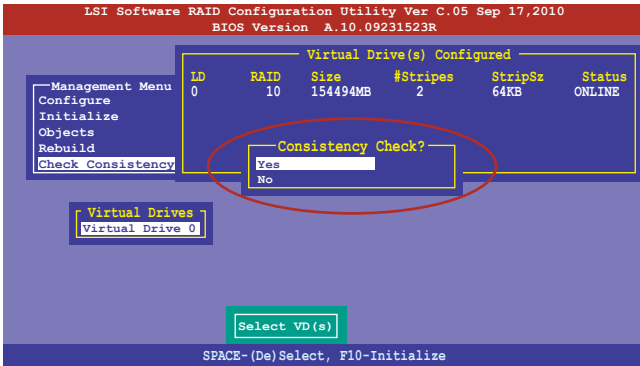 LSI Software RAID Configuration Utility Ver C.05 Sep 17,2010
BIOS Version A.10.09231523R
Virtual Drive(s) Configured
LD RAID Size #Stripes StripSz Status
0 10 154494MB 2 64KB ONLINE
Management Menu
Configure
Initialize
Objects
Rebuild
Check Consistency
Consistency Check?
Yes
No
Virtual Drives
Virtual Drive 0
Select VD(s)
SPACE-(De)Select, F10-Initialize